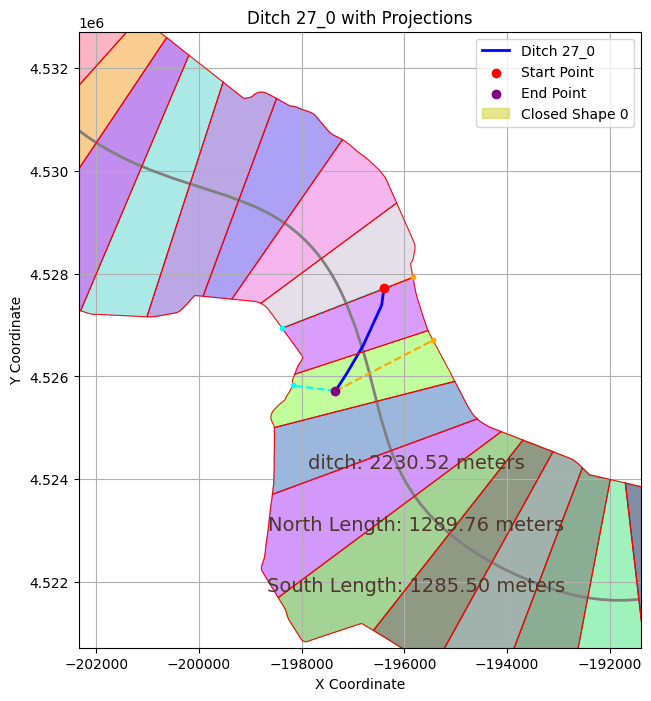 Ditch 27_0 with Projections
1e6
Ditch 27_0
Start Point
End Point
Closed Shape 0
4.532
4.530
4.528
4.526
4.524
4.522
Y Coordinate
ditch: 2230.52 meters
North Length: 1289.76 meters
South Length: 1285.50 meters
−202000 −200000 −198000 −196000 −194000 −192000
X Coordinate